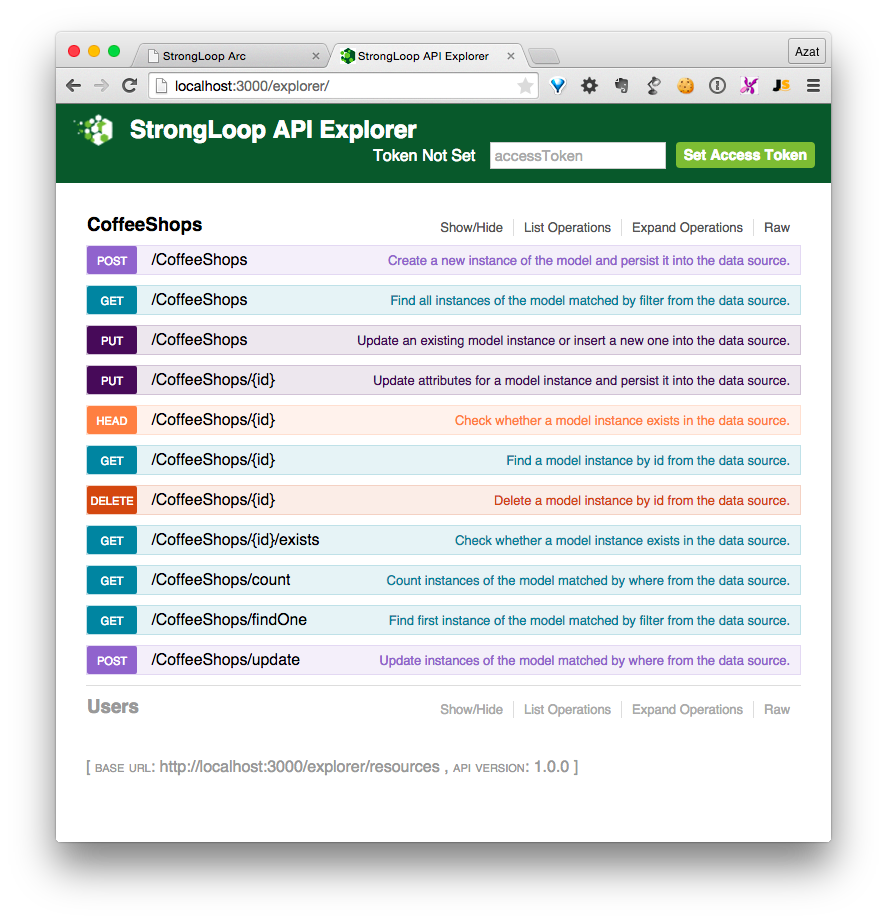 StrongLoop Arc
StrongLoop API Explorer
Azat
localhost:3000/explorer/
JS
StrongLoop API Explorer
Token Not Set accessToken Set Access Token
CoffeeShops Show/Hide List Operations Expand Operations Raw
POST /CoffeeShops Create a new instance of the model and persist it into the data source.
GET /CoffeeShops Find all instances of the model matched by filter from the data source.
PUT /CoffeeShops Update an existing model instance or insert a new one into the data source.
PUT /CoffeeShops/{id} Update attributes for a model instance and persist it into the data source.
HEAD /CoffeeShops/{id} Check whether a model instance exists in the data source.
GET /CoffeeShops/{id} Find a model instance by id from the data source.
DELETE /CoffeeShops/{id} Delete a model instance by id from the data source.
GET /CoffeeShops/{id}/exists Check whether a model instance exists in the data source.
GET /CoffeeShops/count Count instances of the model matched by where from the data source.
GET /CoffeeShops/findOne Find first instance of the model matched by filter from the data source.
POST /CoffeeShops/update Update instances of the model matched by where from the data source.
Users Show/Hide List Operations Expand Operations Raw
[ BASE URL: http://localhost:3000/explorer/resources , API VERSION: 1.0.0 ]